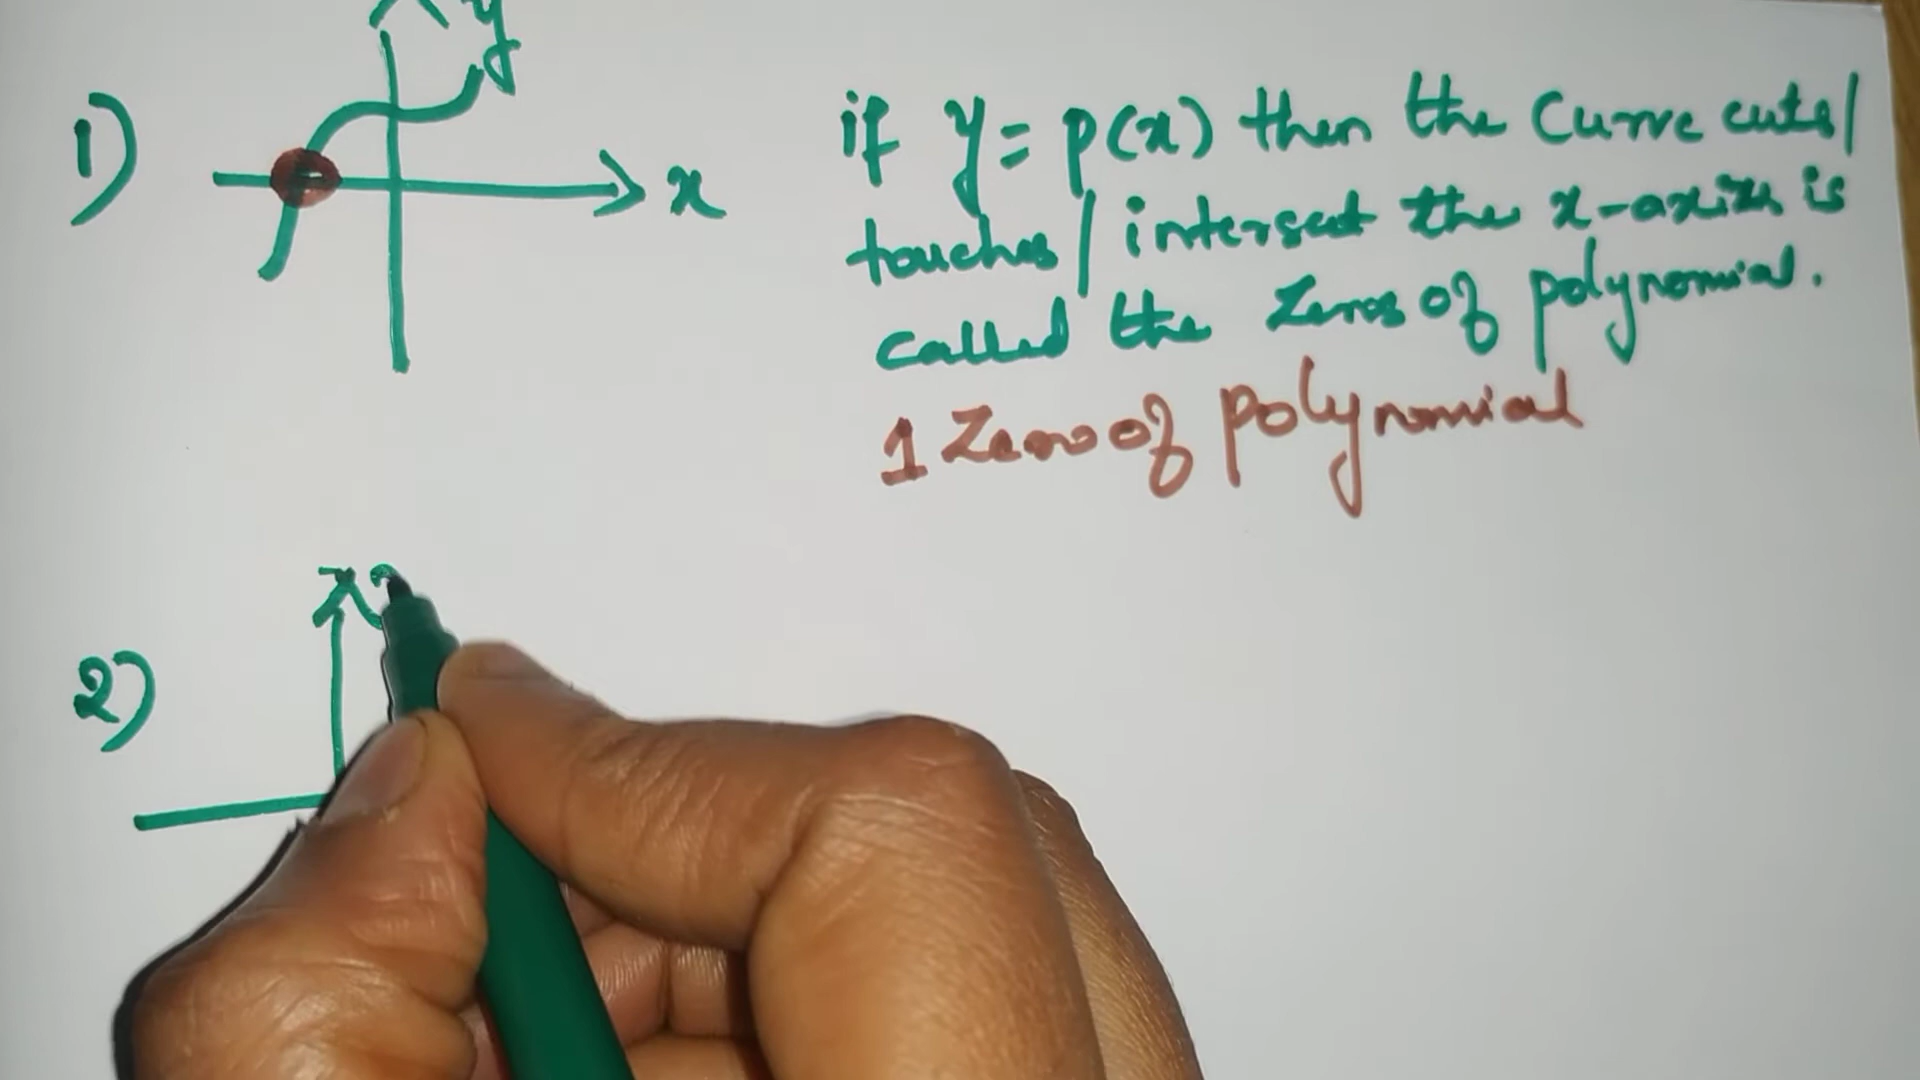 y
1)
x
if y = p(x) then the curve cuts/
touches/intersect the x-axis is
called the Zeros of polynomial.
1 Zero of polynomial
2)